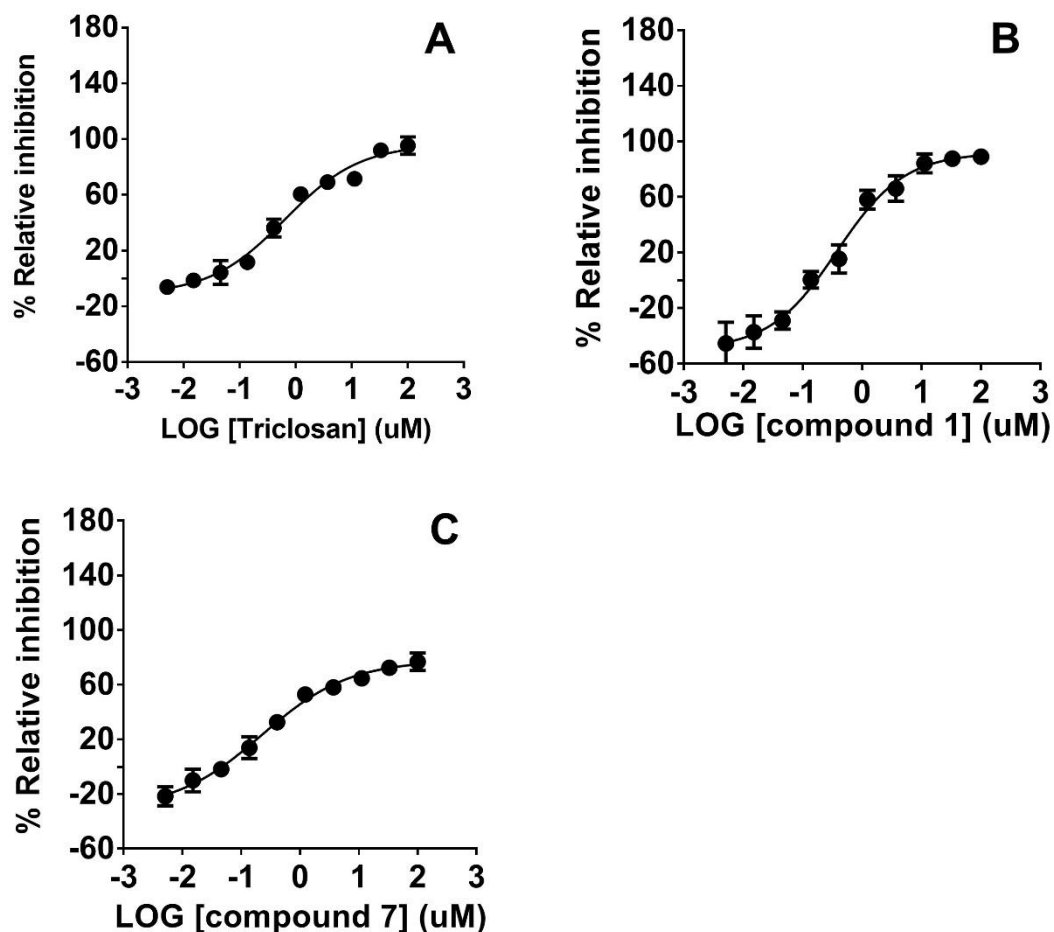 A
% Relative inhibition
180
140
100
60
20
-20
-60
-3 -2 -1 0 1 2 3
LOG [Triclosan] (uM)
B
% Relative inhibition
180
140
100
60
20
-20
-60
-3 -2 -1 0 1 2 3
LOG [compound 1] (uM)
C
% Relative inhibition
180
140
100
60
20
-20
-60
-3 -2 -1 0 1 2 3
LOG [compound 7] (uM)